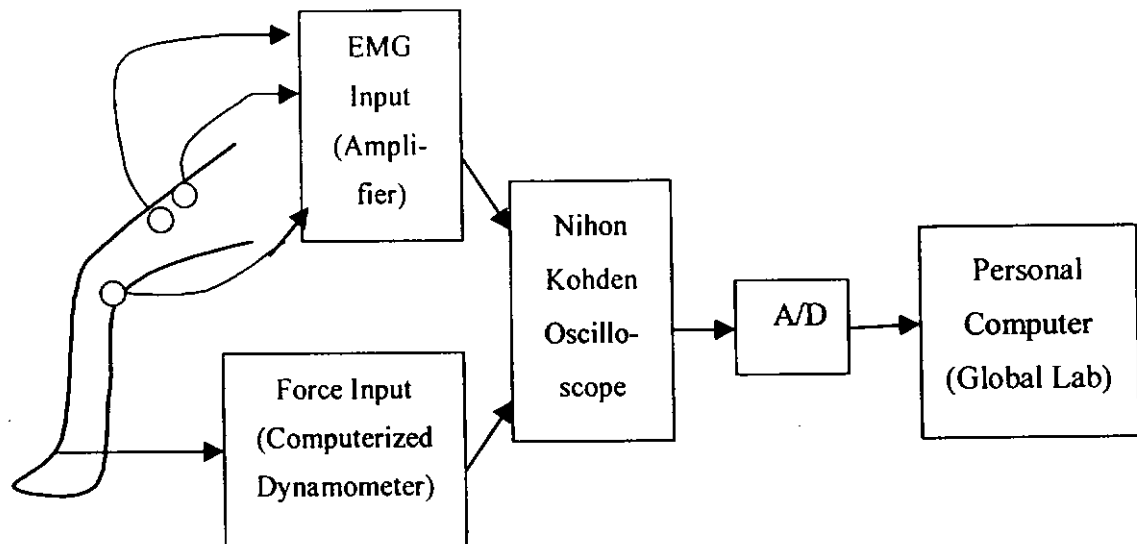 EMG
Input
(Ampli-
fier)
Nihon
Kohden
Oscillo-
scope
A/D
Personal
Computer
(Global Lab)
Force Input
(Computerized
Dynamometer)